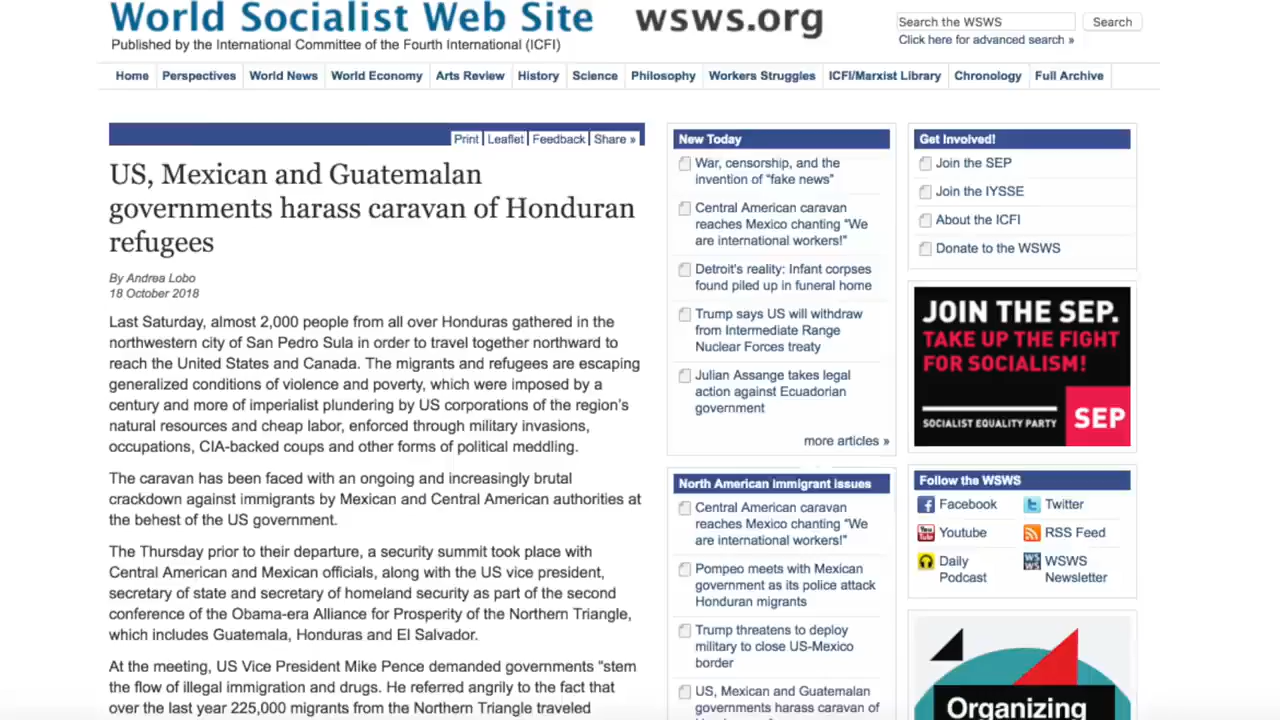 World Socialist Web Site
wsws.org
Published by the International Committee of the Fourth International (ICFI)
Search the WSWS
Search
Click here for advanced search »
Home
Perspectives
World News
World Economy
Arts Review
History
Science
Philosophy
Workers Struggles
ICFI/Marxist Library
Chronology
Full Archive
Print
Leaflet
Feedback
Share »
US, Mexican and Guatemalan
governments harass caravan of Honduran
refugees
By Andrea Lobo
18 October 2018
Last Saturday, almost 2,000 people from all over Honduras gathered in the
northwestern city of San Pedro Sula in order to travel together northward to
reach the United States and Canada. The migrants and refugees are escaping
generalized conditions of violence and poverty, which were imposed by a
century and more of imperialist plundering by US corporations of the region's
natural resources and cheap labor, enforced through military invasions,
occupations, CIA-backed coups and other forms of political meddling.
The caravan has been faced with an ongoing and increasingly brutal
crackdown against immigrants by Mexican and Central American authorities at
the behest of the US government.
The Thursday prior to their departure, a security summit took place with
Central American and Mexican officials, along with the US vice president,
secretary of state and secretary of homeland security as part of the second
conference of the Obama-era Alliance for Prosperity of the Northern Triangle,
which includes Guatemala, Honduras and El Salvador.
At the meeting, US Vice President Mike Pence demanded governments “stem
the flow of illegal immigration and drugs. He referred angrily to the fact that
over the last year 225,000 migrants from the Northern Triangle traveled
New Today
War, censorship, and the
invention of “fake news”
Central American caravan
reaches Mexico chanting “We
are international workers!”
Detroit's reality: Infant corpses
found piled up in funeral home
Trump says US will withdraw
from Intermediate Range
Nuclear Forces treaty
Julian Assange takes legal
action against Ecuadorian
government
more articles »
North American immigrant issues
Central American caravan
reaches Mexico chanting “We
are international workers!”
Pompeo meets with Mexican
government as its police attack
Honduran migrants
Trump threatens to deploy
military to close US-Mexico
border
US, Mexican and Guatemalan
governments harass caravan of
Get Involved!
Join the SEP
Join the IYSSE
About the ICFI
Donate to the WSWS
JOIN THE SEP.
TAKE UP THE FIGHT
FOR SOCIALISM!
SOCIALIST EQUALITY PARTY
SEP
Follow the WSWS
Facebook
Twitter
Youtube
RSS Feed
Daily
Podcast
WSWS
Newsletter
Organizing